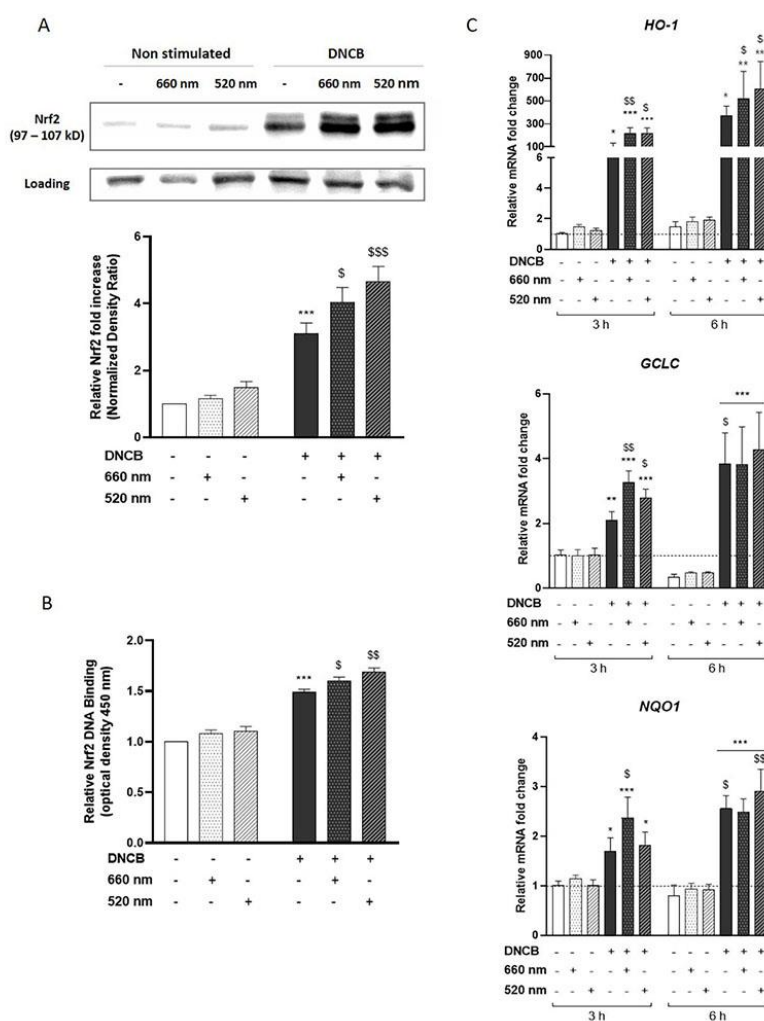 A
Non stimulated DNCB
- 660 nm 520 nm - 660 nm 520 nm
Nrf2
(97 – 107 kD)
Loading
Relative Nrf2 fold increase
(Normalized Density Ratio)
6
4
2
0
*** $ $$$
DNCB - - - + + +
660 nm - + - - + -
520 nm - - + - - +
B
Relative Nrf2 DNA Binding
(optical density 450 nm)
2.0
1.5
1.0
0.5
0.0
*** $ $$
DNCB - - - + + +
660 nm - + - - + -
520 nm - - + - - +
C
HO-1
Relative mRNA fold change
900
700
500
300
100
6
4
2
0
$$ $ $
* *** *** * ** **
DNCB - - - + + + - - - + + +
660 nm - + - - + - - + - - + -
520 nm - - + - - + - - + - - +
3 h 6 h
GCLC
Relative mRNA fold change
6
4
2
0
***
$$ $ $
** *** ***
DNCB - - - + + + - - - + + +
660 nm - + - - + - - + - - + -
520 nm - - + - - + - - + - - +
3 h 6 h
NQO1
Relative mRNA fold change
4
3
2
1
0
***
$ $ $$
* *** *
DNCB - - - + + + - - - + + +
660 nm - + - - + - - + - - + -
520 nm - - + - - + - - + - - +
3 h 6 h